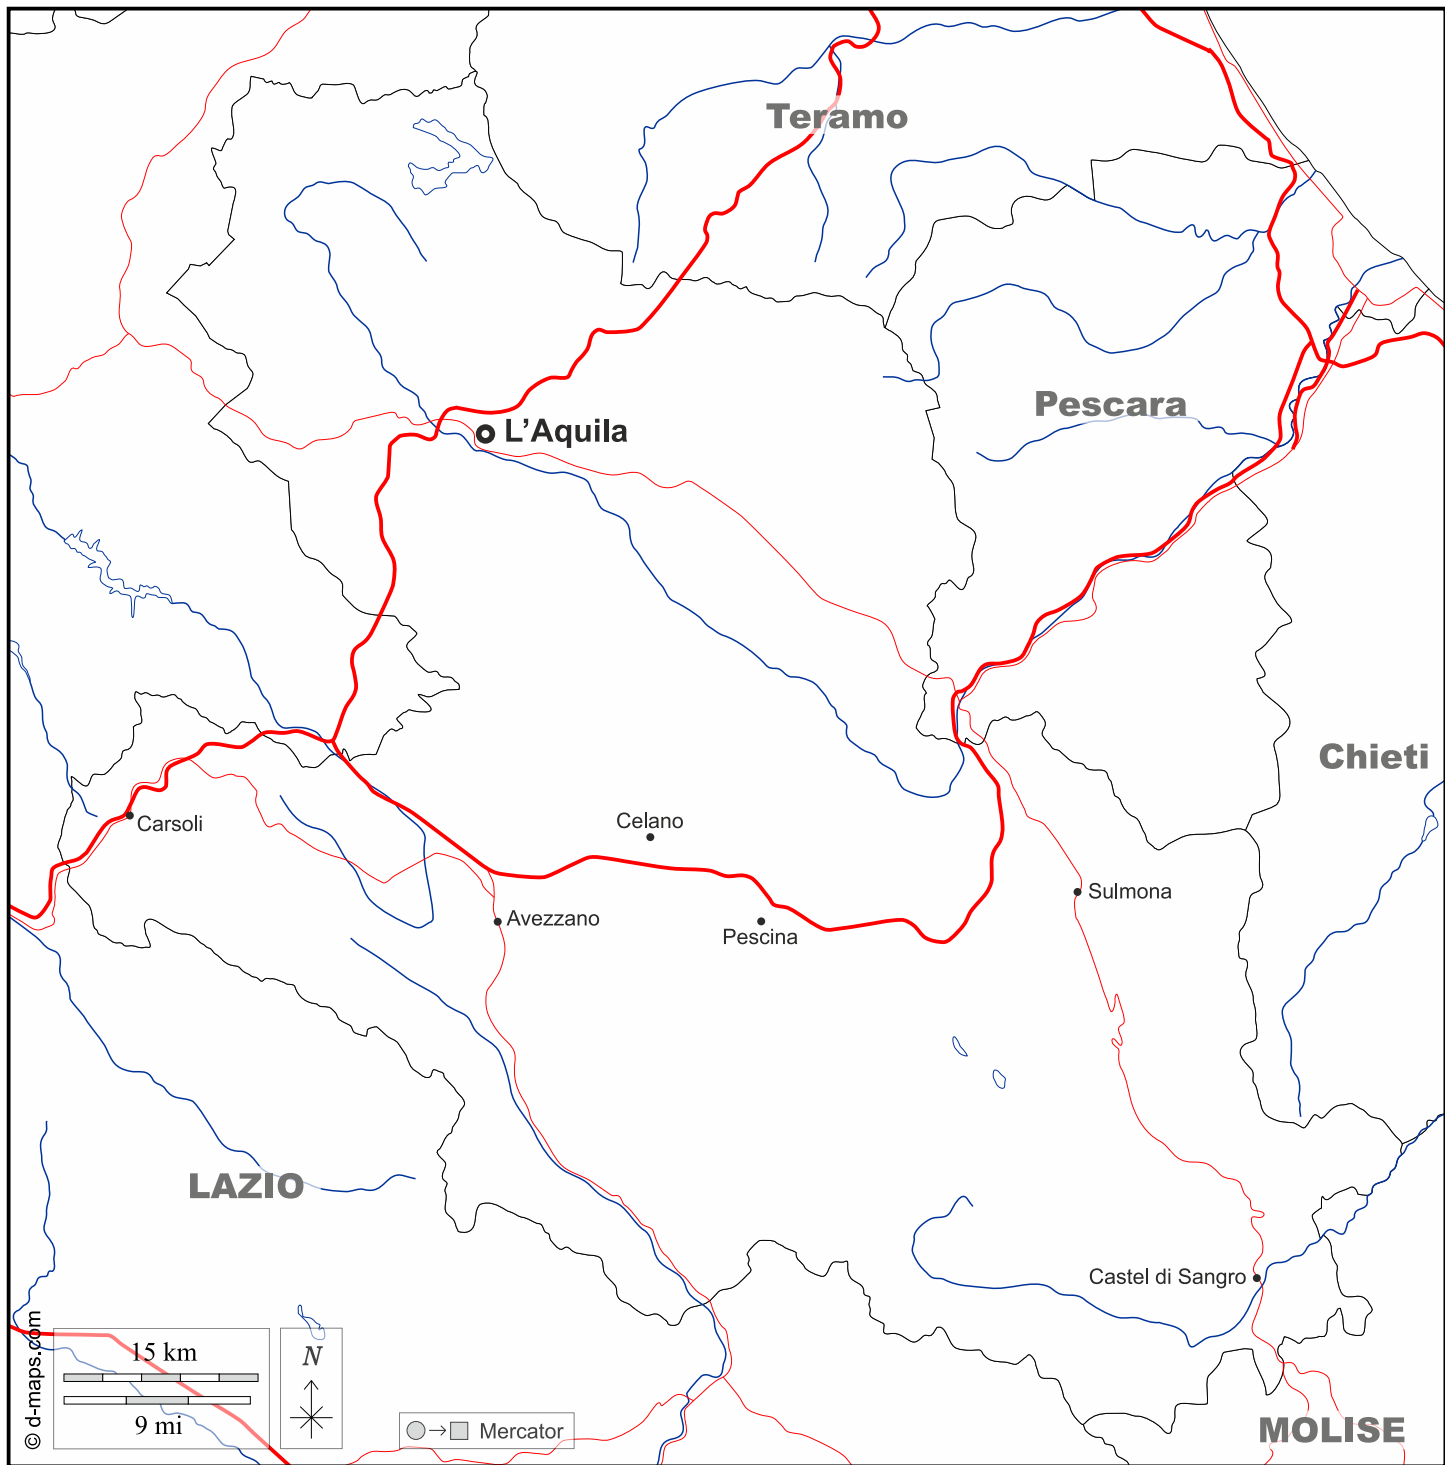 Teramo
Pescara
L'Aquila
Chieti
Carsoli
Celano
Sulmona
Avezzano
Pescina
LAZIO
Castel di Sangro
MOLISE
15 km
9 mi
N
Mercator
© d-maps.com